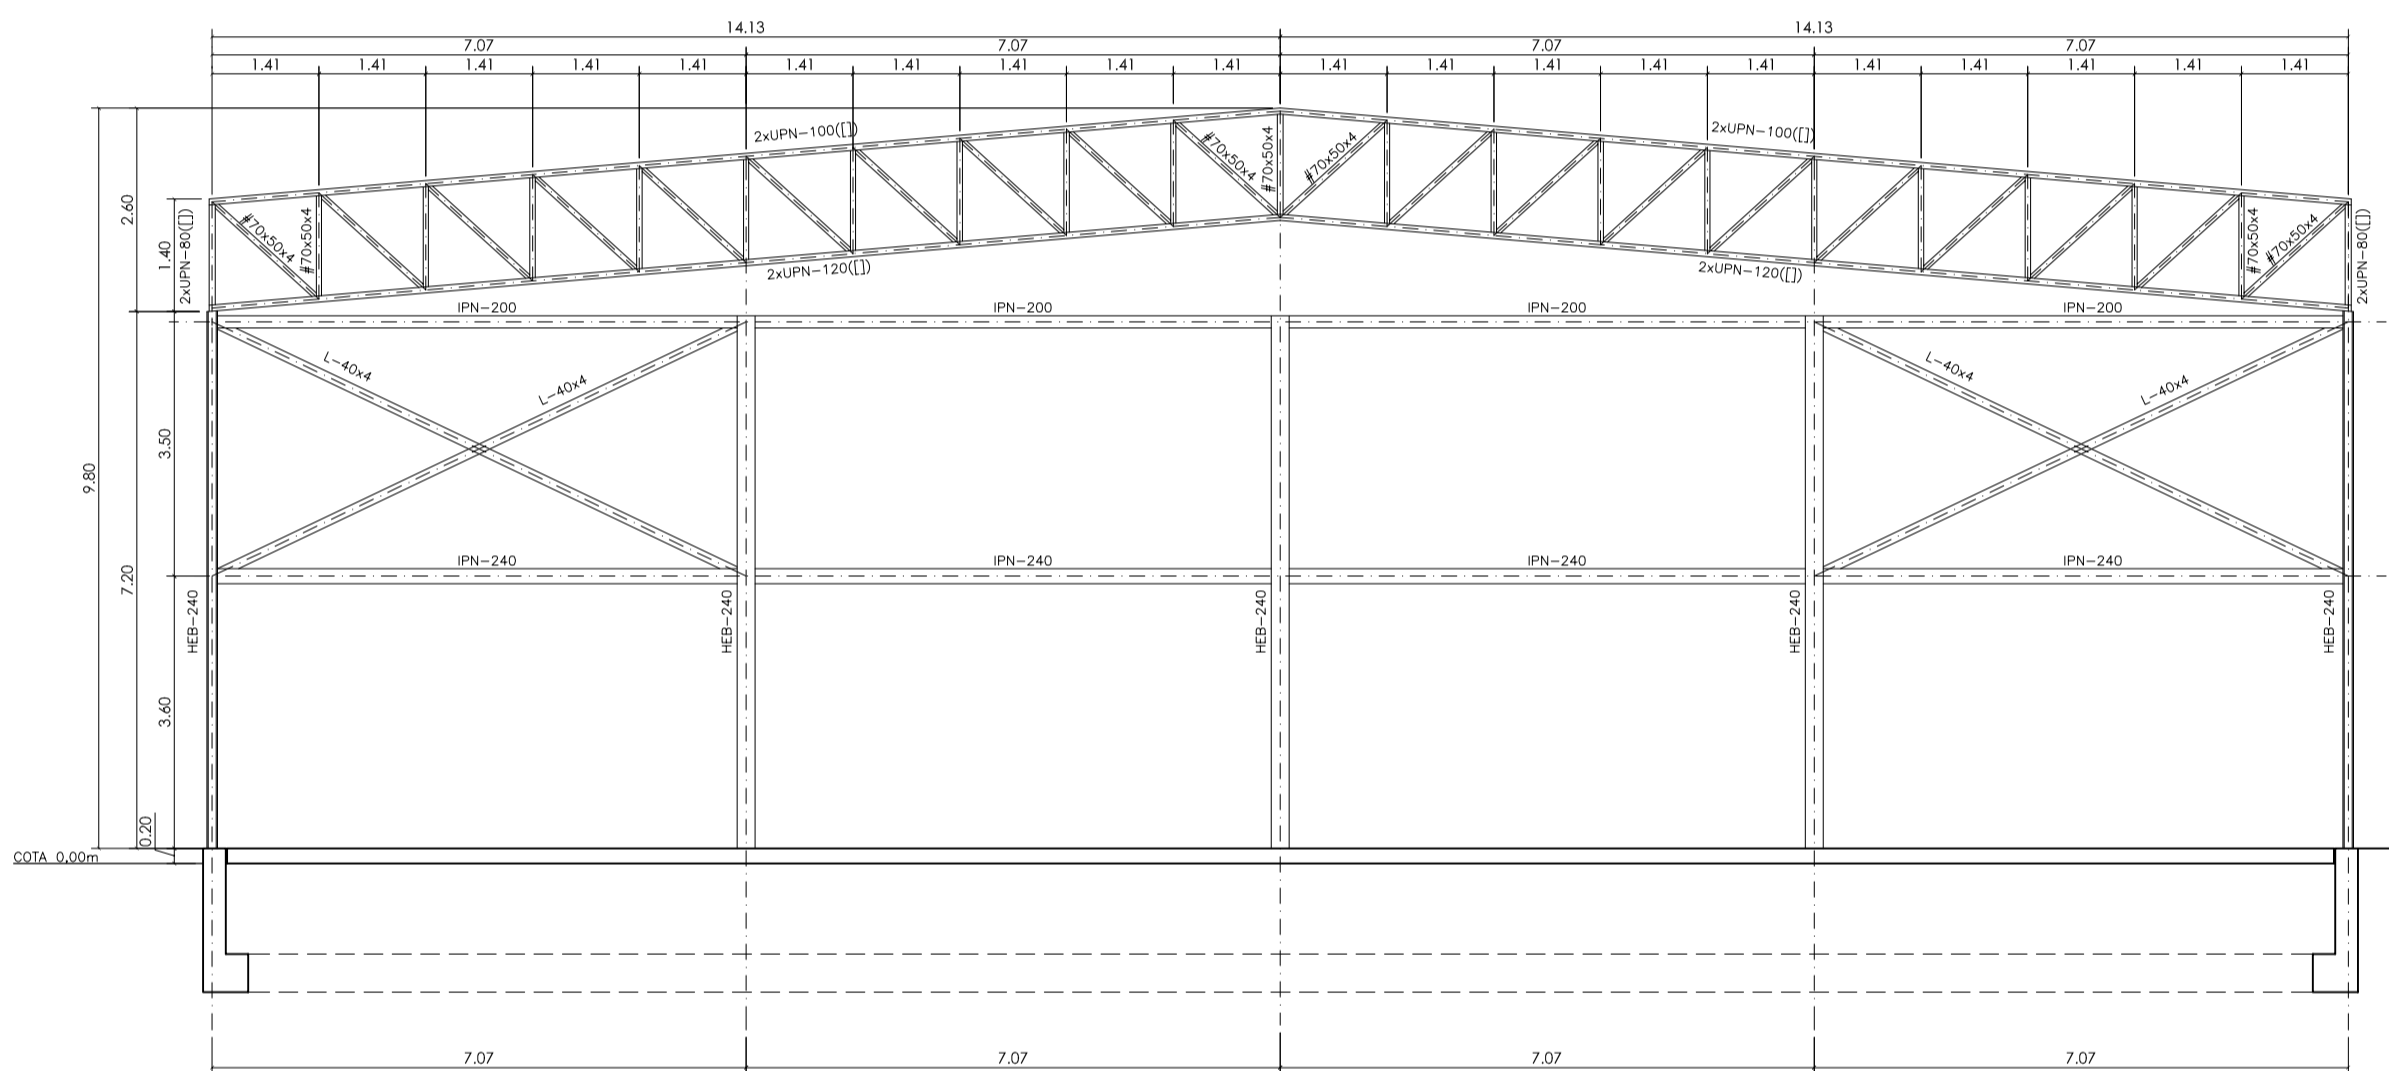 14.13 14.13
7.07 7.07 7.07 7.07
1.41 1.41 1.41 1.41 1.41 1.41 1.41 1.41 1.41 1.41 1.41 1.41 1.41 1.41 1.41 1.41 1.41 1.41 1.41 1.41
2xUPN-100([]) 2xUPN-100([])
#70x50x4 #70x50x4 #70x50x4
2.60
1.40
2xUPN-80([])
#70x50x4 #70x50x4
#70x50x4 #70x50x4
2xUPN-80([])
2xUPN-120([]) 2xUPN-120([])
IPN-200 IPN-200 IPN-200 IPN-200
L-40x4 L-40x4 L-40x4 L-40x4
3.50
9.80
7.20
IPN-240 IPN-240 IPN-240 IPN-240
HEB-240 HEB-240 HEB-240 HEB-240 HEB-240
3.60
0.20
COTA 0,00m
7.07 7.07 7.07 7.07